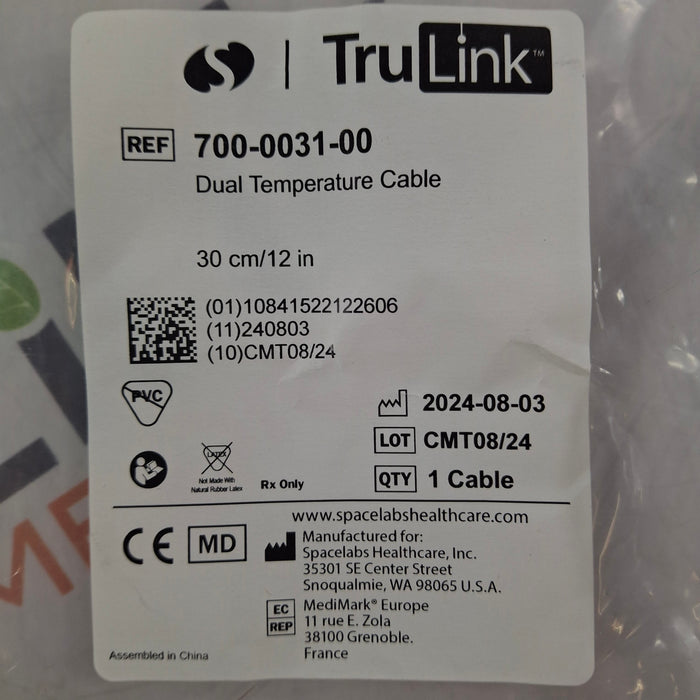 S | TruLink™
REF 700-0031-00
Dual Temperature Cable
30 cm/12 in
(01)10841522122606
(11)240803
(10)CMT08/24
PVC
2024-08-03
LOT CMT08/24
QTY 1 Cable
LATEX
Not Made With
Natural Rubber Latex
Rx Only
www.spacelabshealthcare.com
CE MD
Manufactured for:
Spacelabs Healthcare, Inc.
35301 SE Center Street
Snoqualmie, WA 98065 U.S.A.
EC REP
MediMark® Europe
11 rue E. Zola
38100 Grenoble.
France
Assembled in China